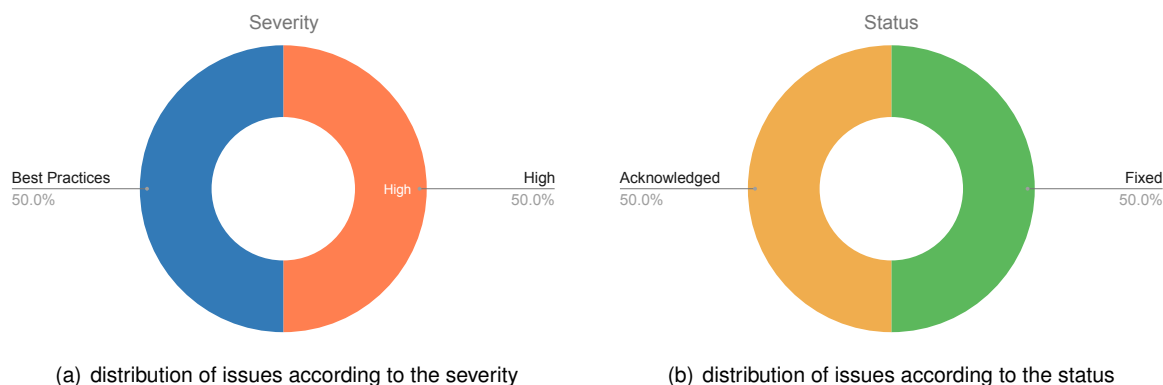 Severity
Best Practices
50.0%
High
High
50.0%
(a) distribution of issues according to the severity
Status
Acknowledged
50.0%
Fixed
50.0%
(b) distribution of issues according to the status